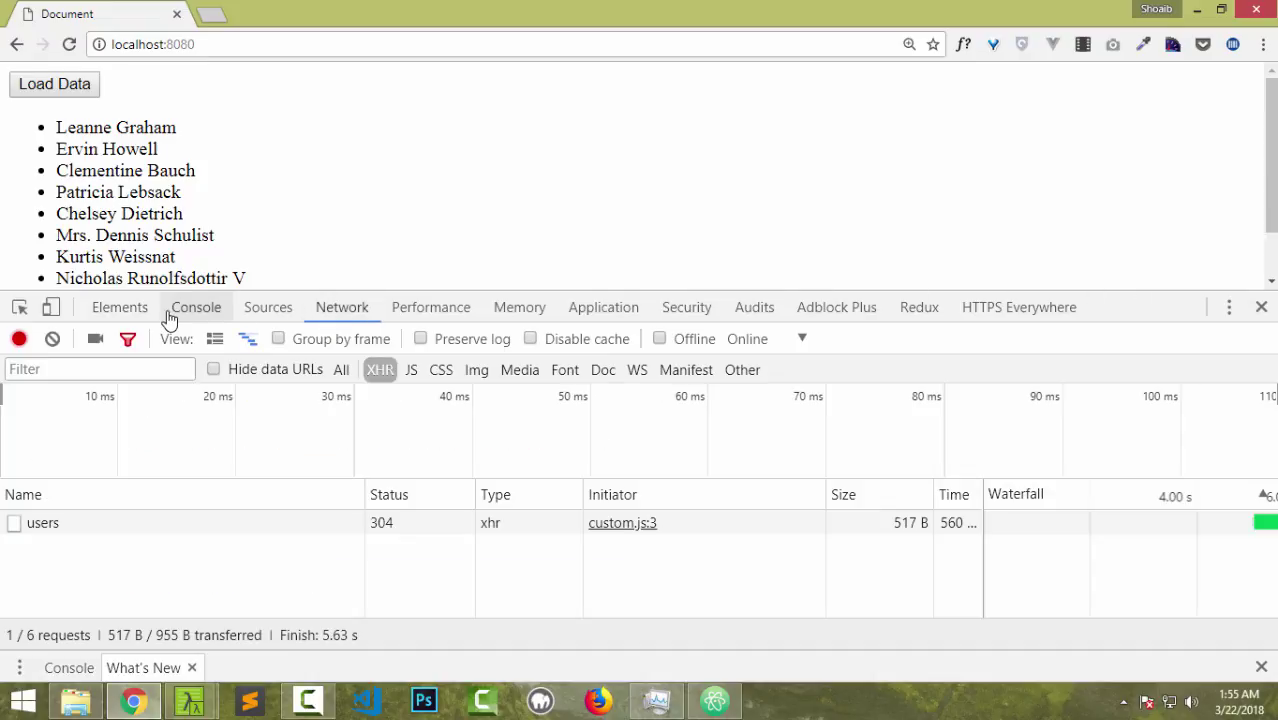 Document
Shoaib
localhost:8080
f?
Load Data
Leanne Graham
Ervin Howell
Clementine Bauch
Patricia Lebsack
Chelsey Dietrich
Mrs. Dennis Schulist
Kurtis Weissnat
Nicholas Runolfsdottir V
Elements Console Sources Network Performance Memory Application Security Audits Adblock Plus Redux HTTPS Everywhere
View: Group by frame Preserve log Disable cache Offline Online
Filter Hide data URLs All XHR JS CSS Img Media Font Doc WS Manifest Other
10 ms 20 ms 30 ms 40 ms 50 ms 60 ms 70 ms 80 ms 90 ms 100 ms 110
Name Status Type Initiator Size Time Waterfall 4.00 s 6.0
users 304 xhr custom.js:3 517 B 560 ...
1 / 6 requests | 517 B / 955 B transferred | Finish: 5.63 s
Console What's New
Ps
1:55 AM
3/22/2018